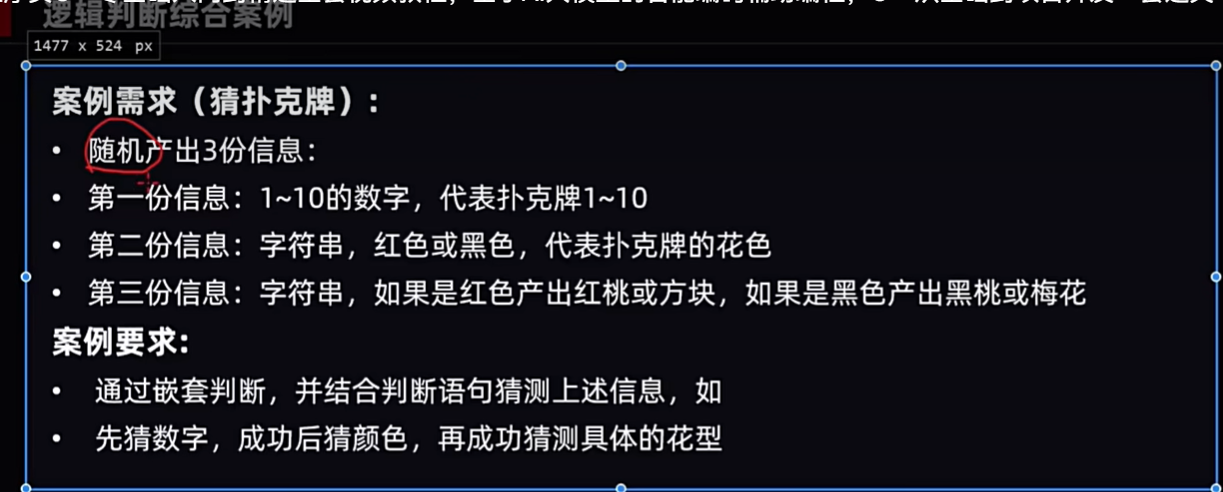 逻辑判断综合案例
1477 x 524 px
案例需求（猜扑克牌）:
• 随机产出3份信息：
• 第一份信息：1~10的数字，代表扑克牌1~10
• 第二份信息：字符串，红色或黑色，代表扑克牌的花色
• 第三份信息：字符串，如果是红色产出红桃或方块，如果是黑色产出黑桃或梅花
案例要求:
• 通过嵌套判断，并结合判断语句猜测上述信息，如
• 先猜数字，成功后猜颜色，再成功猜测具体的花型